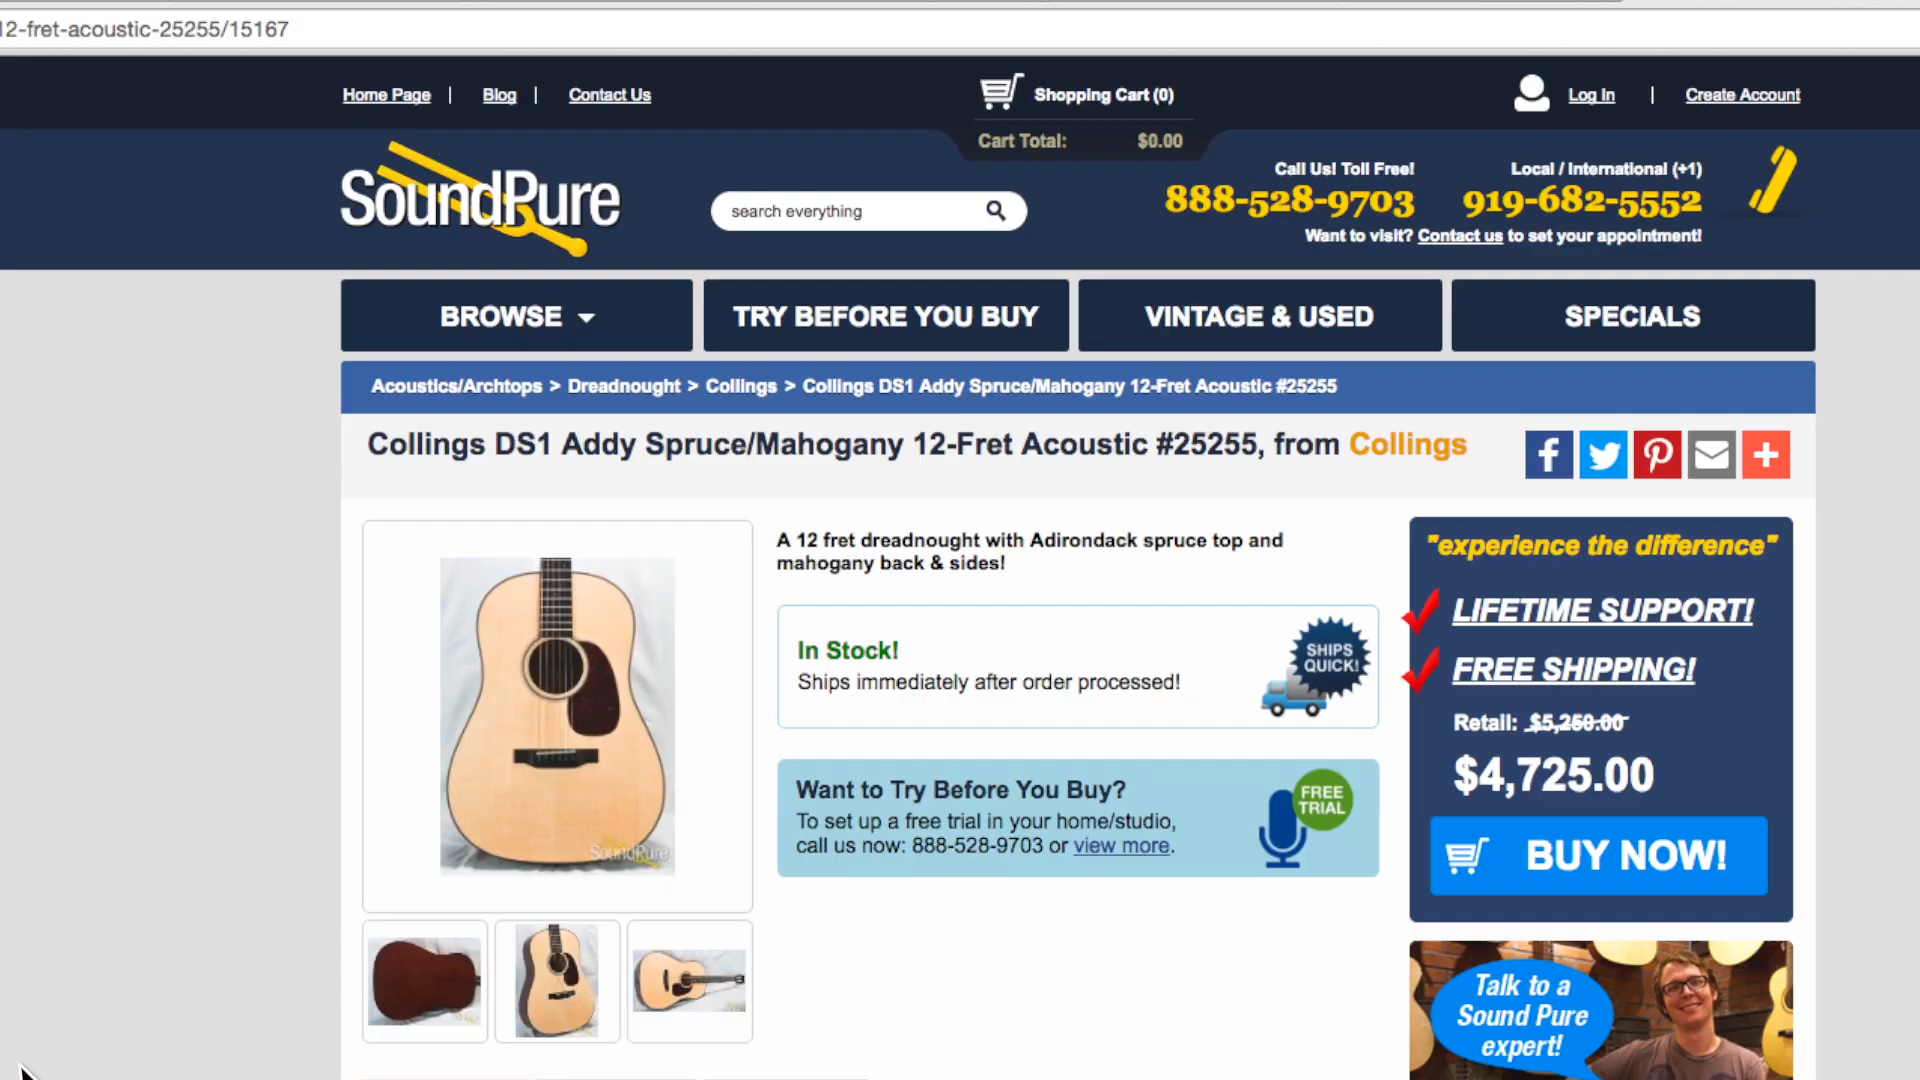 12-fret-acoustic-25255/15167
Home Page | Blog | Contact Us
Shopping Cart (0)
Log In | Create Account
Cart Total: $0.00
SoundPure
search everything
Call Us! Toll Free!
888-528-9703
Local / International (+1)
919-682-5552
Want to visit? Contact us to set your appointment!
BROWSE
TRY BEFORE YOU BUY
VINTAGE & USED
SPECIALS
Acoustics/Archtops > Dreadnought > Collings > Collings DS1 Addy Spruce/Mahogany 12-Fret Acoustic #25255
Collings DS1 Addy Spruce/Mahogany 12-Fret Acoustic #25255, from Collings
SoundPure
A 12 fret dreadnought with Adirondack spruce top and
mahogany back & sides!
In Stock!
Ships immediately after order processed!
SHIPS
QUICK!
Want to Try Before You Buy?
To set up a free trial in your home/studio,
call us now: 888-528-9703 or view more.
FREE
TRIAL
"experience the difference"
LIFETIME SUPPORT!
FREE SHIPPING!
Retail: $5,250.00
$4,725.00
BUY NOW!
Talk to a
Sound Pure
expert!